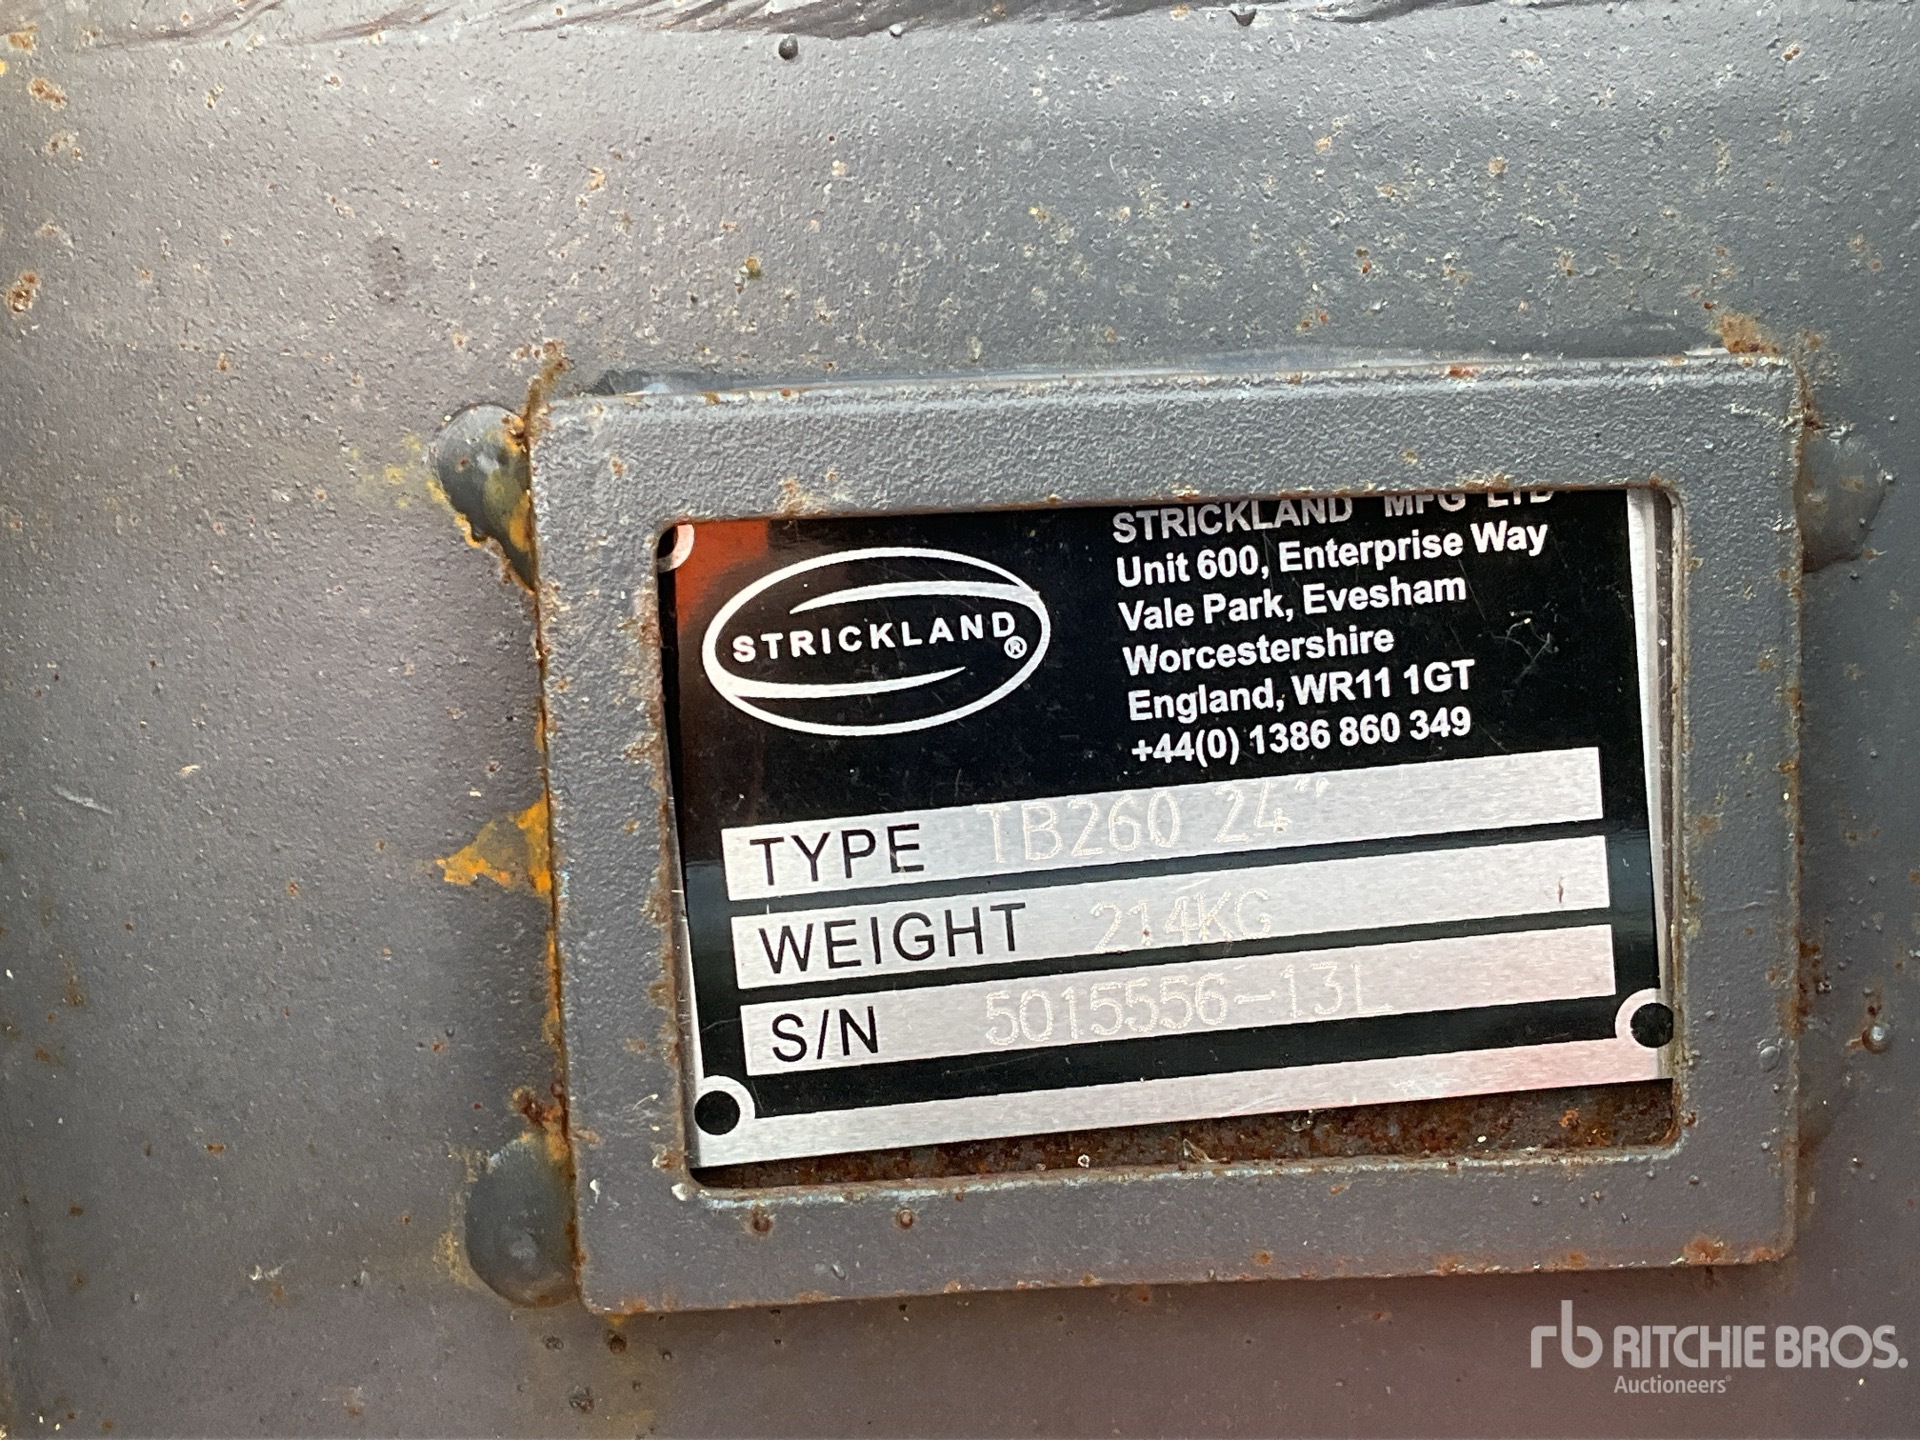 STRICKLAND MFG LTD
Unit 600, Enterprise Way
Vale Park, Evesham
Worcestershire
England, WR11 1GT
+44(0) 1386 860 349
STRICKLAND®
TYPE TB260 24"
WEIGHT 214KG
S/N 5015556-13L
rb RITCHIE BROS.
Auctioneers®